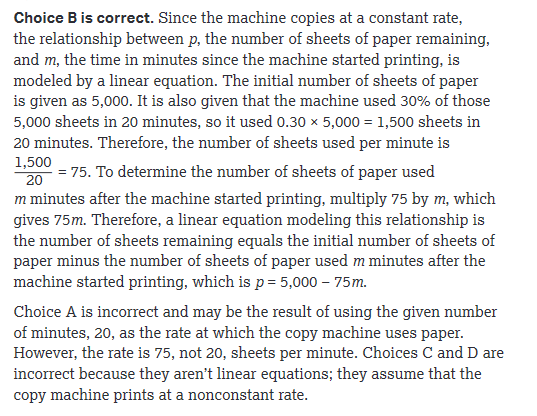 Choice B is correct. Since the machine copies at a constant rate,
the relationship between p, the number of sheets of paper remaining,
and m, the time in minutes since the machine started printing, is
modeled by a linear equation. The initial number of sheets of paper
is given as 5,000. It is also given that the machine used 30% of those
5,000 sheets in 20 minutes, so it used 0.30 × 5,000 = 1,500 sheets in
20 minutes. Therefore, the number of sheets used per minute is
1,500
20
= 75. To determine the number of sheets of paper used
m minutes after the machine started printing, multiply 75 by m, which
gives 75m. Therefore, a linear equation modeling this relationship is
the number of sheets remaining equals the initial number of sheets of
paper minus the number of sheets of paper used m minutes after the
machine started printing, which is p = 5,000 – 75m.
Choice A is incorrect and may be the result of using the given number
of minutes, 20, as the rate at which the copy machine uses paper.
However, the rate is 75, not 20, sheets per minute. Choices C and D are
incorrect because they aren't linear equations; they assume that the
copy machine prints at a nonconstant rate.